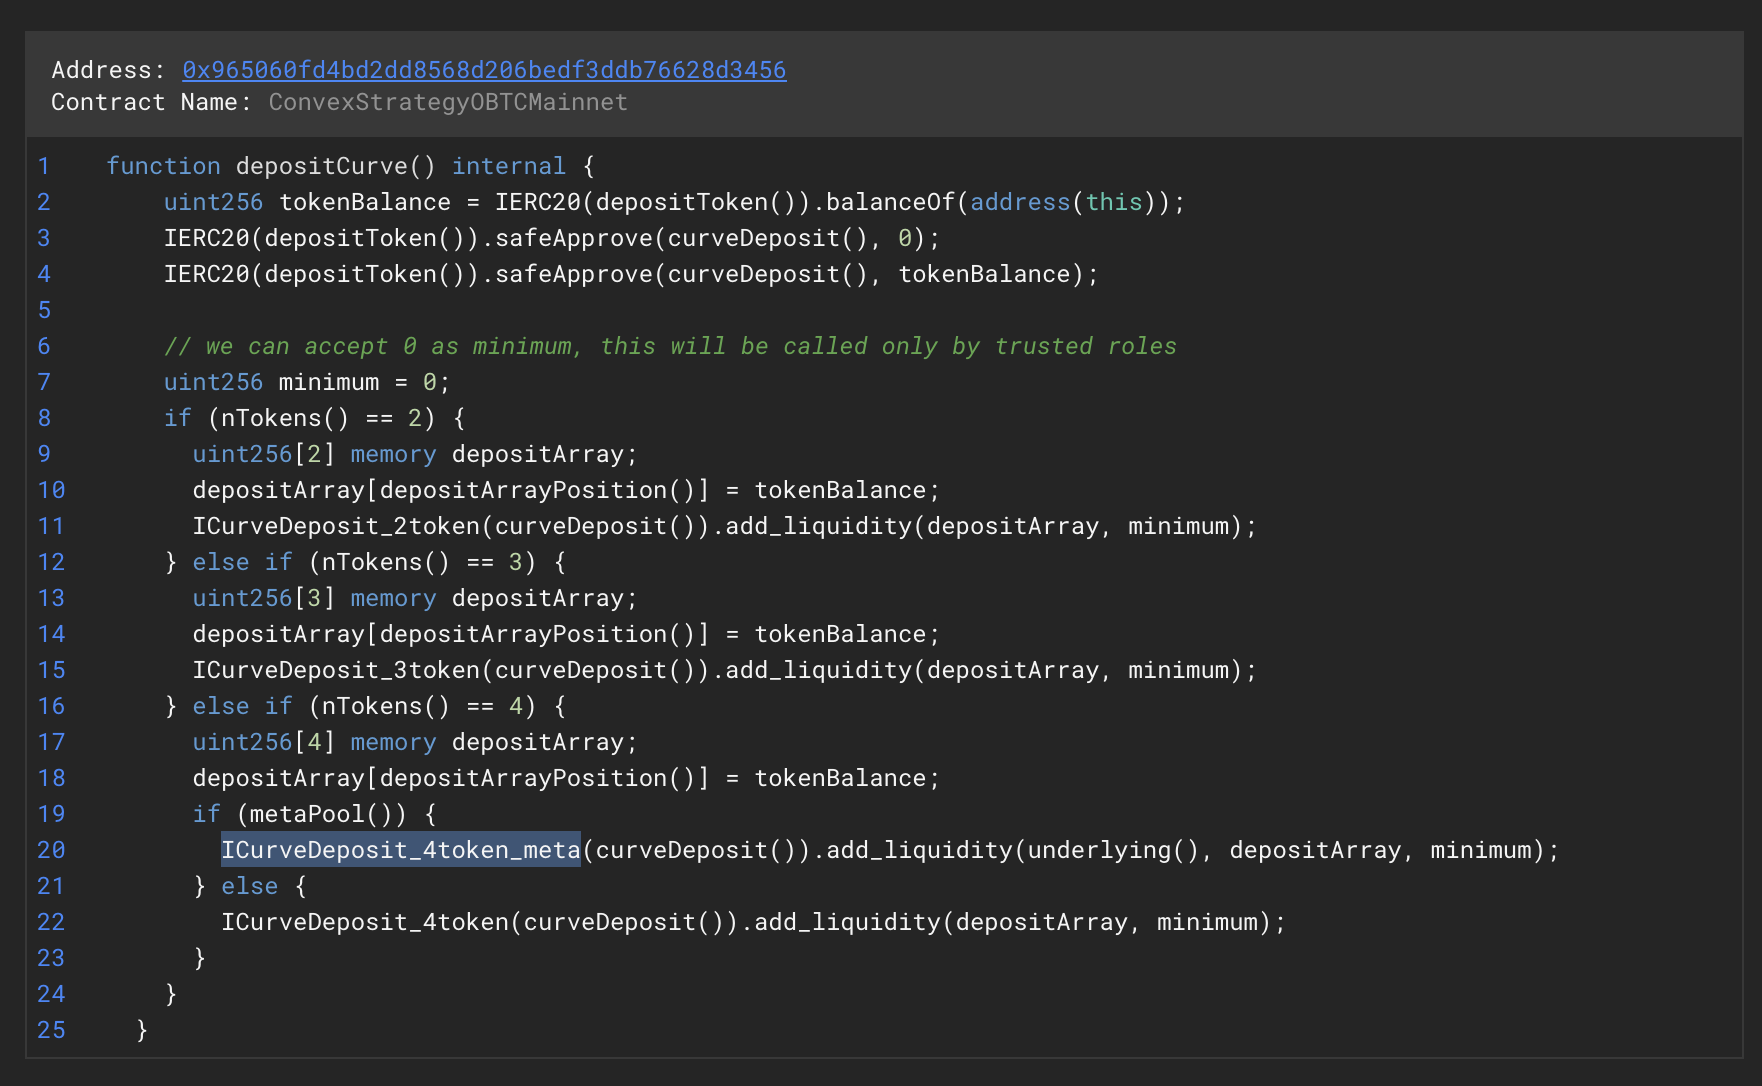 Address: 0x965060fd4bd2dd8568d206bedf3ddb76628d3456
Contract Name: ConvexStrategyOBTCMainnet
1 function depositCurve() internal {
2 uint256 tokenBalance = IERC20(depositToken()).balanceOf(address(this));
3 IERC20(depositToken()).safeApprove(curveDeposit(), 0);
4 IERC20(depositToken()).safeApprove(curveDeposit(), tokenBalance);
5
6 // we can accept 0 as minimum, this will be called only by trusted roles
7 uint256 minimum = 0;
8 if (nTokens() == 2) {
9 uint256[2] memory depositArray;
10 depositArray[depositArrayPosition()] = tokenBalance;
11 ICurveDeposit_2token(curveDeposit()).add_liquidity(depositArray, minimum);
12 } else if (nTokens() == 3) {
13 uint256[3] memory depositArray;
14 depositArray[depositArrayPosition()] = tokenBalance;
15 ICurveDeposit_3token(curveDeposit()).add_liquidity(depositArray, minimum);
16 } else if (nTokens() == 4) {
17 uint256[4] memory depositArray;
18 depositArray[depositArrayPosition()] = tokenBalance;
19 if (metaPool()) {
20 ICurveDeposit_4token_meta(curveDeposit()).add_liquidity(underlying(), depositArray, minimum);
21 } else {
22 ICurveDeposit_4token(curveDeposit()).add_liquidity(depositArray, minimum);
23 }
24 }
25 }